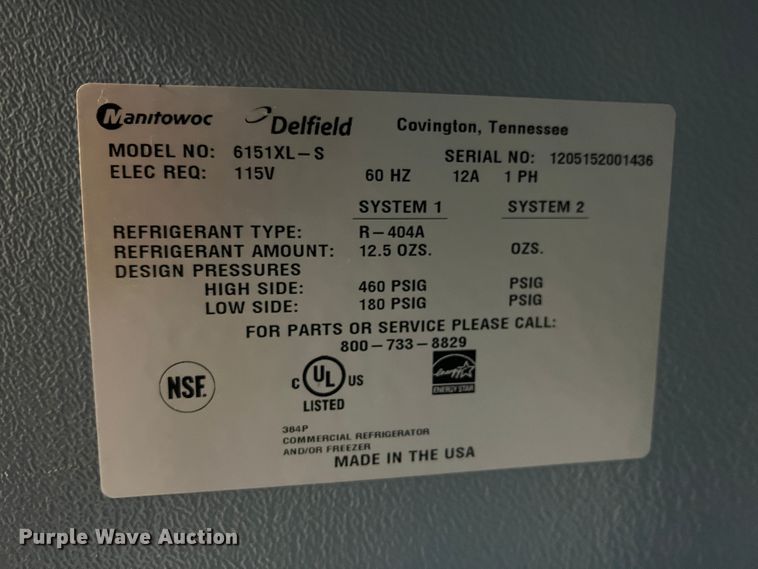 Manitowoc Delfield Covington, Tennessee
MODEL NO: 6151XL-S SERIAL NO: 1205152001436
ELEC REQ: 115V 60 HZ 12A 1 PH
SYSTEM 1 SYSTEM 2
REFRIGERANT TYPE: R-404A
REFRIGERANT AMOUNT: 12.5 OZS. OZS.
DESIGN PRESSURES
HIGH SIDE: 460 PSIG PSIG
LOW SIDE: 180 PSIG PSIG
FOR PARTS OR SERVICE PLEASE CALL:
800-733-8829
NSF.
C UL US
LISTED
energy
ENERGY STAR
384P
COMMERCIAL REFRIGERATOR
AND/OR FREEZER
MADE IN THE USA
Purple Wave Auction